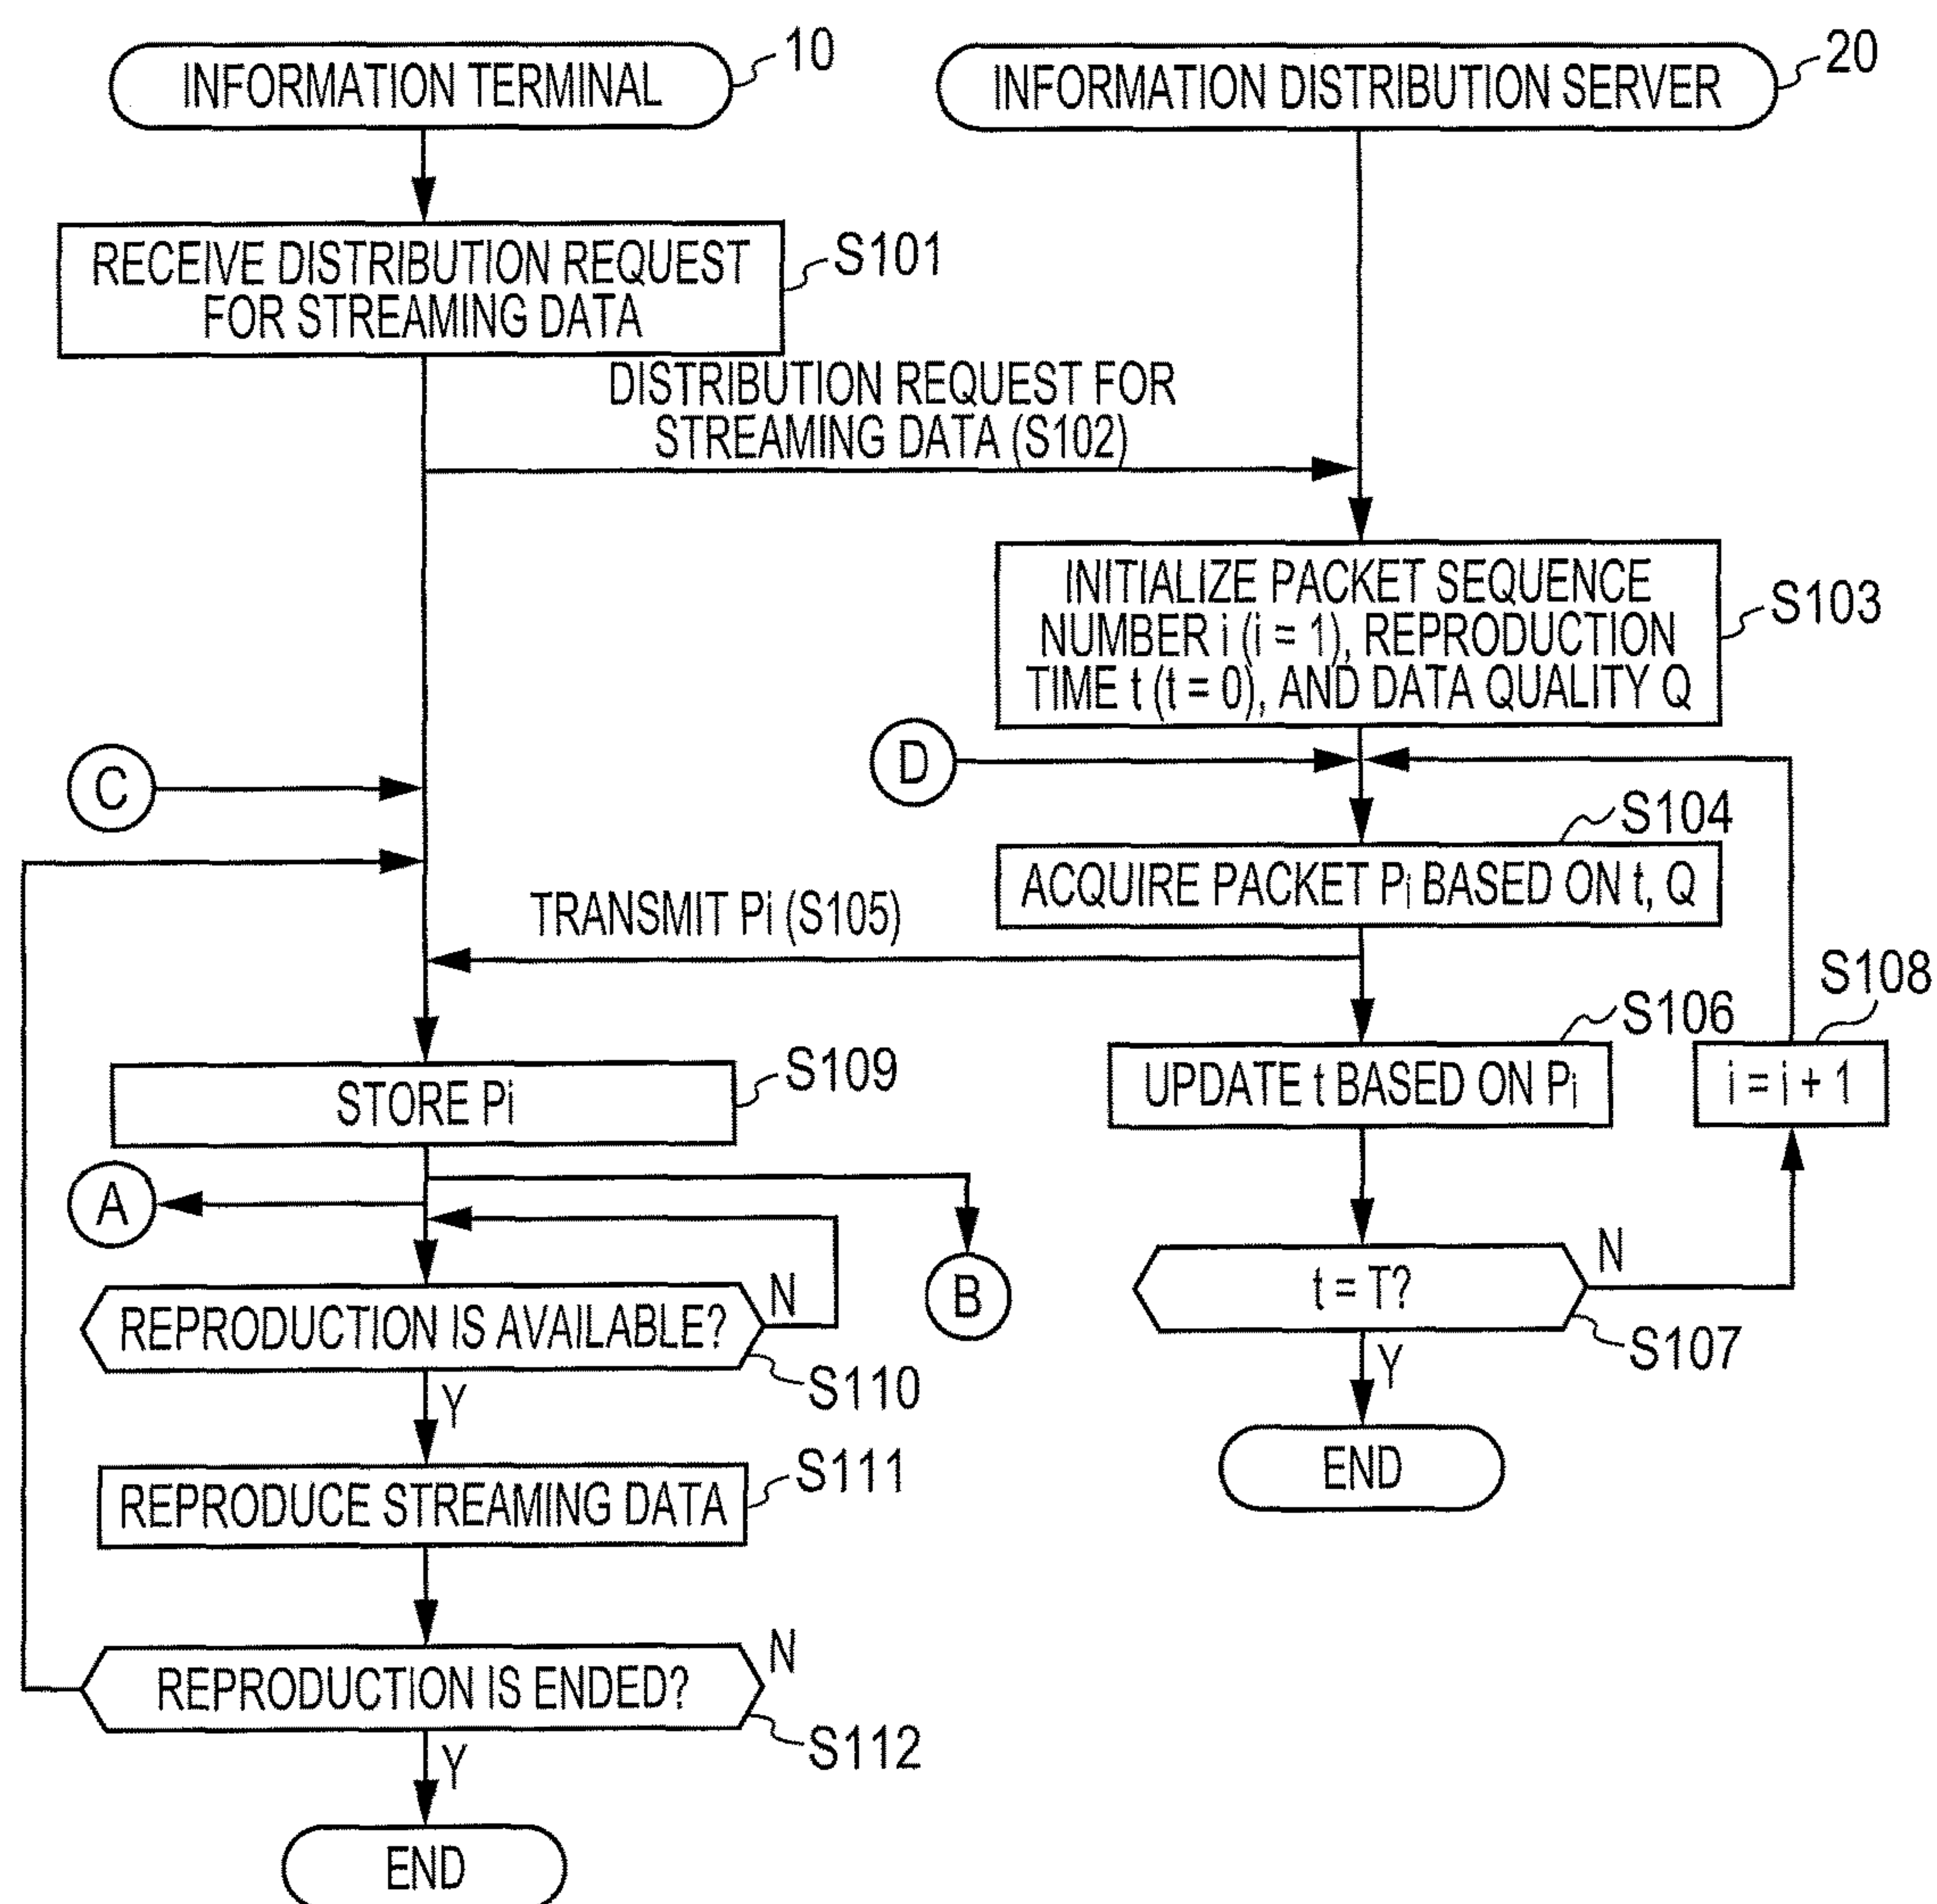 INFORMATION TERMINAL
10
INFORMATION DISTRIBUTION SERVER
20
RECEIVE DISTRIBUTION REQUEST
FOR STREAMING DATA
S101
DISTRIBUTION REQUEST FOR
STREAMING DATA (S102)
INITIALIZE PACKET SEQUENCE
NUMBER i (i = 1), REPRODUCTION
TIME t (t = 0), AND DATA QUALITY Q
S103
C
D
S104
ACQUIRE PACKET Pi BASED ON t, Q
TRANSMIT Pi (S105)
S108
S106
UPDATE t BASED ON Pi
i = i + 1
STORE Pi
S109
A
B
REPRODUCTION IS AVAILABLE?
N
S110
Y
t = T?
N
S107
Y
END
REPRODUCE STREAMING DATA
S111
REPRODUCTION IS ENDED?
N
S112
Y
END